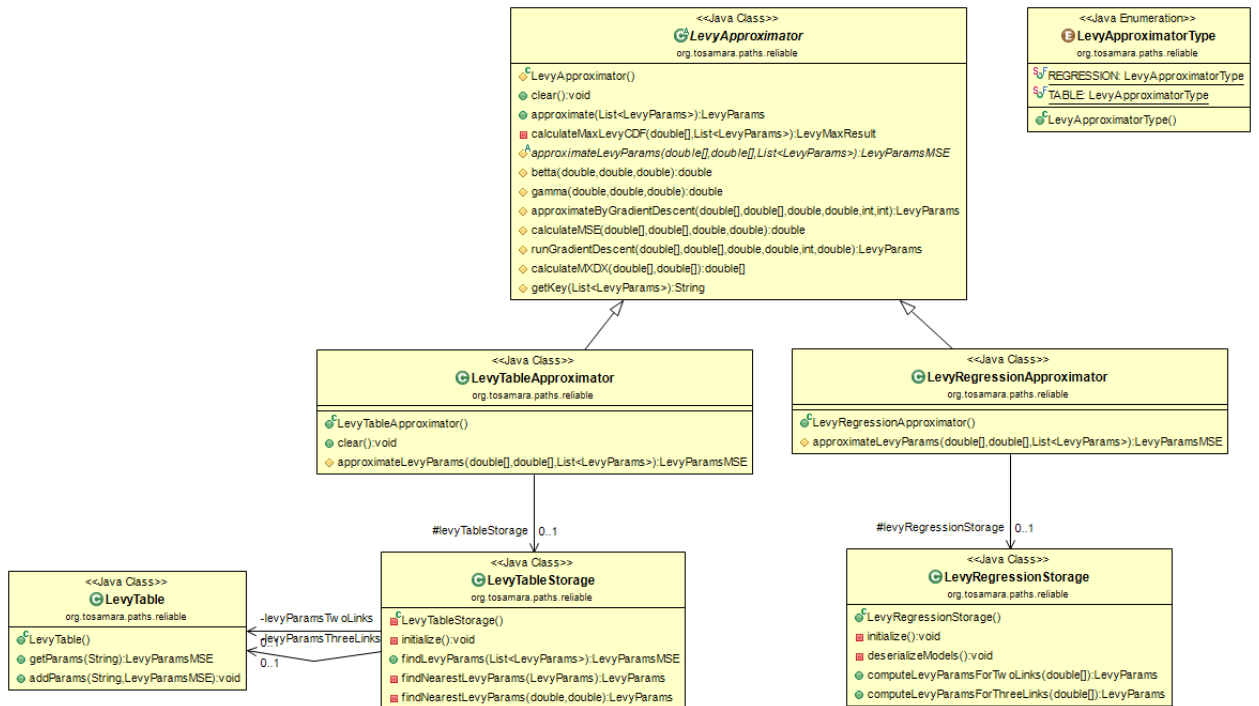 <<Java Class>>
LevyApproximator
org.tosamara.paths.reliable
LevyApproximator()
clear():void
approximate(List<LevyParams>):LevyParams
calculateMaxLevyCDF(double[],List<LevyParams>):LevyMaxResult
approximateLevyParams(double[],double[],List<LevyParams>):LevyParamsMSE
betta(double,double,double):double
gamma(double,double,double):double
approximateByGradientDescent(double[],double[],double,double,int,int):LevyParams
calculateMSE(double[],double[],double,double):double
runGradientDescent(double[],double[],double,double,int,double):LevyParams
calculateMXDX(double[],double[]):double[]
getKey(List<LevyParams>):String
<<Java Enumeration>>
LevyApproximatorType
org.tosamara.paths.reliable
REGRESSION: LevyApproximatorType
TABLE: LevyApproximatorType
LevyApproximatorType()
<<Java Class>>
LevyTableApproximator
org.tosamara.paths.reliable
LevyTableApproximator()
clear():void
approximateLevyParams(double[],double[],List<LevyParams>):LevyParamsMSE
<<Java Class>>
LevyRegressionApproximator
org.tosamara.paths.reliable
LevyRegressionApproximator()
approximateLevyParams(double[],double[],List<LevyParams>):LevyParamsMSE
#levyTableStorage 0..1
#levyRegressionStorage 0..1
<<Java Class>>
LevyTable
org.tosamara.paths.reliable
LevyTable()
getParams(String):LevyParamsMSE
addParams(String,LevyParamsMSE):void
-levyParamsTwoLinks
0..1
-levyParamsThreeLinks
0..1
<<Java Class>>
LevyTableStorage
org.tosamara.paths.reliable
LevyTableStorage()
initialize():void
findLevyParams(List<LevyParams>):LevyParamsMSE
findNearestLevyParams(LevyParams):LevyParams
findNearestLevyParams(double,double):LevyParams
<<Java Class>>
LevyRegressionStorage
org.tosamara.paths.reliable
LevyRegressionStorage()
initialize():void
deserializeModels():void
computeLevyParamsForTwoLinks(double[]):LevyParams
computeLevyParamsForThreeLinks(double[]):LevyParams